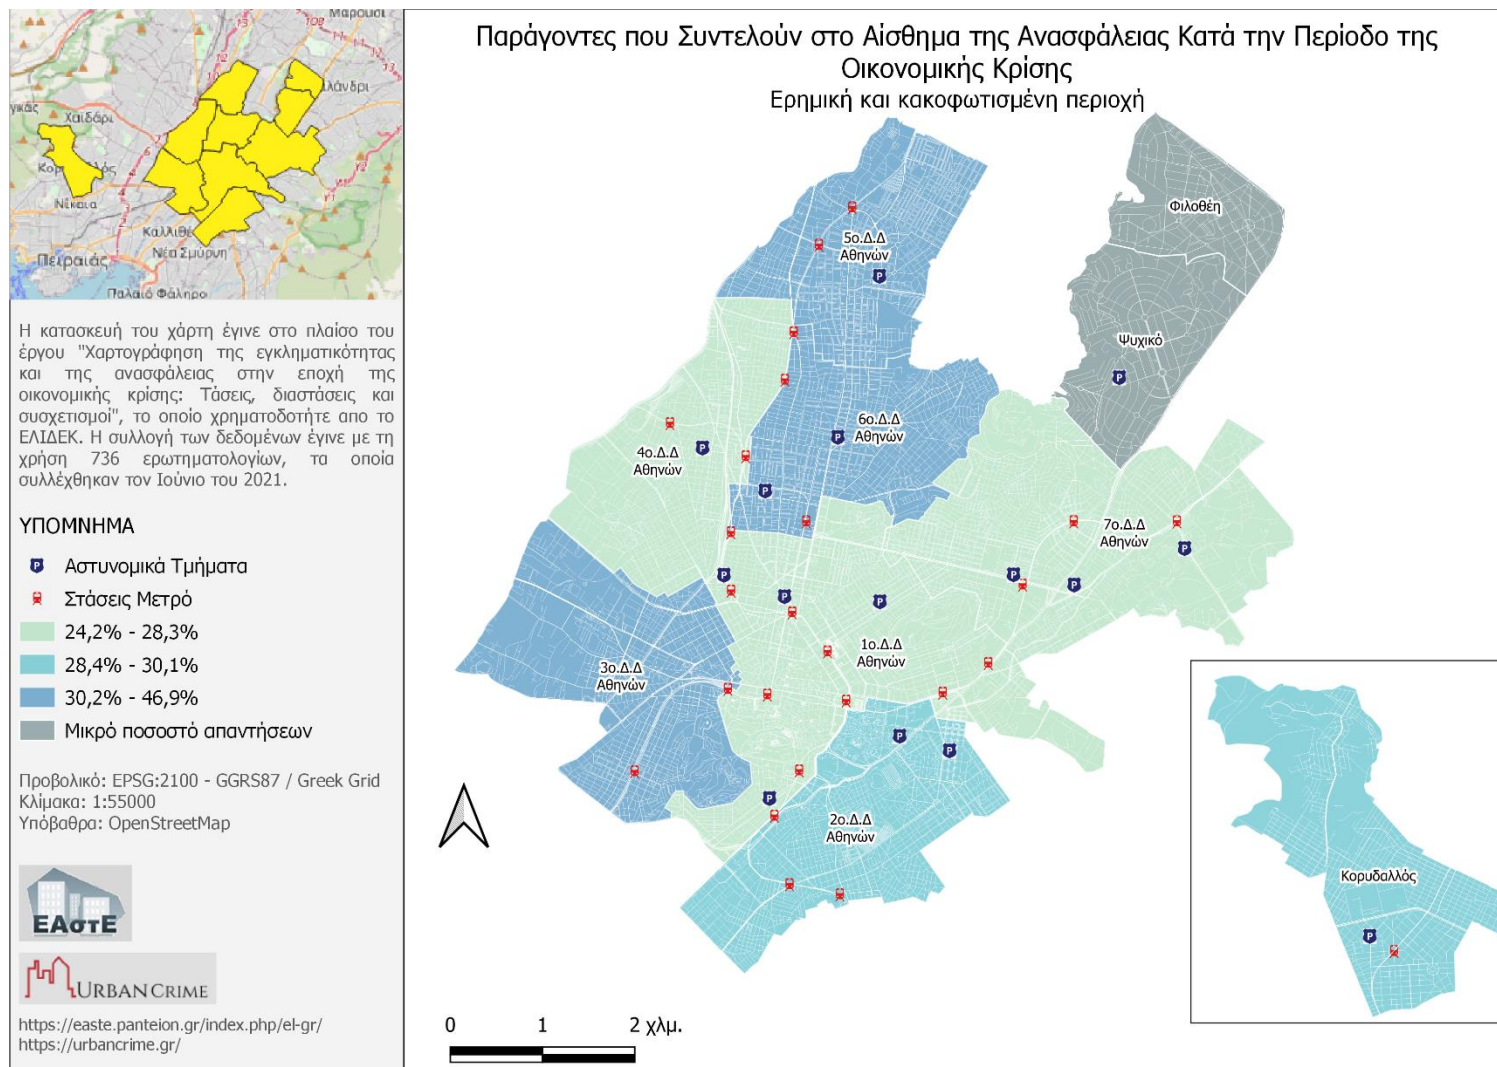 Παράγοντες που Συντελούν στο Αίσθημα της Ανασφάλειας Κατά την Περίοδο της
Οικονομικής Κρίσης
Ερημική και κακοφωτισμένη περιοχή
Μαρούσι
Χαϊδάρι
Νίκαια
Καλλιθέ
Νέα Σμύρνη
Πειραιάς
Παλαιό Φάληρο
Η κατασκευή του χάρτη έγινε στο πλαίσο του
έργου "Χαρτογράφηση της εγκληματικότητας
και της ανασφάλειας στην εποχή της
οικονομικής κρίσης: Τάσεις, διαστάσεις και
συσχετισμοί", το οποίο χρηματοδοτήτε απο το
ΕΛΙΔΕΚ. Η συλλογή των δεδομένων έγινε με τη
χρήση 736 ερωτηματολογίων, τα οποία
συλλέχθηκαν τον Ιούνιο του 2021.
ΥΠΟΜΝΗΜΑ
P Αστυνομικά Τμήματα
Στάσεις Μετρό
24,2% - 28,3%
28,4% - 30,1%
30,2% - 46,9%
Μικρό ποσοστό απαντήσεων
Προβολικό: EPSG:2100 - GGRS87 / Greek Grid
Κλίμακα: 1:55000
Υπόβαθρα: OpenStreetMap
ΕΑστΕ
URBAN CRIME
https://easte.panteion.gr/index.php/el-gr/
https://urbancrime.gr/
Φιλοθέη
5ο.Δ.Δ
Αθηνών
Ψυχικό
6ο.Δ.Δ
Αθηνών
4ο.Δ.Δ
Αθηνών
7ο.Δ.Δ
Αθηνών
1ο.Δ.Δ
Αθηνών
3ο.Δ.Δ
Αθηνών
2ο.Δ.Δ
Αθηνών
Κορυδαλλός
0 1 2 χλμ.